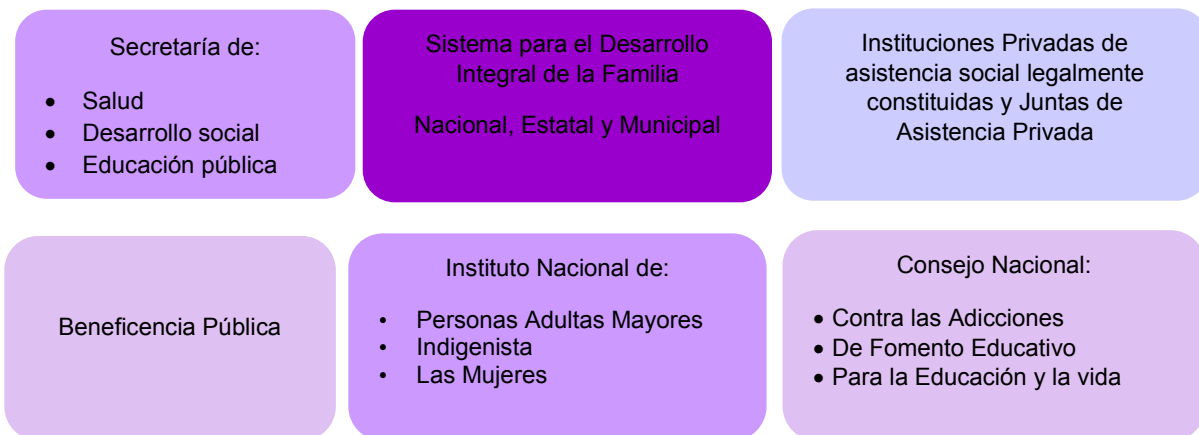 Secretaría de:
• Salud
• Desarrollo social
• Educación pública
Sistema para el Desarrollo
Integral de la Familia
Nacional, Estatal y Municipal
Instituciones Privadas de
asistencia social legalmente
constituidas y Juntas de
Asistencia Privada
Beneficencia Pública
Instituto Nacional de:
• Personas Adultas Mayores
• Indigenista
• Las Mujeres
Consejo Nacional:
• Contra las Adicciones
• De Fomento Educativo
• Para la Educación y la vida